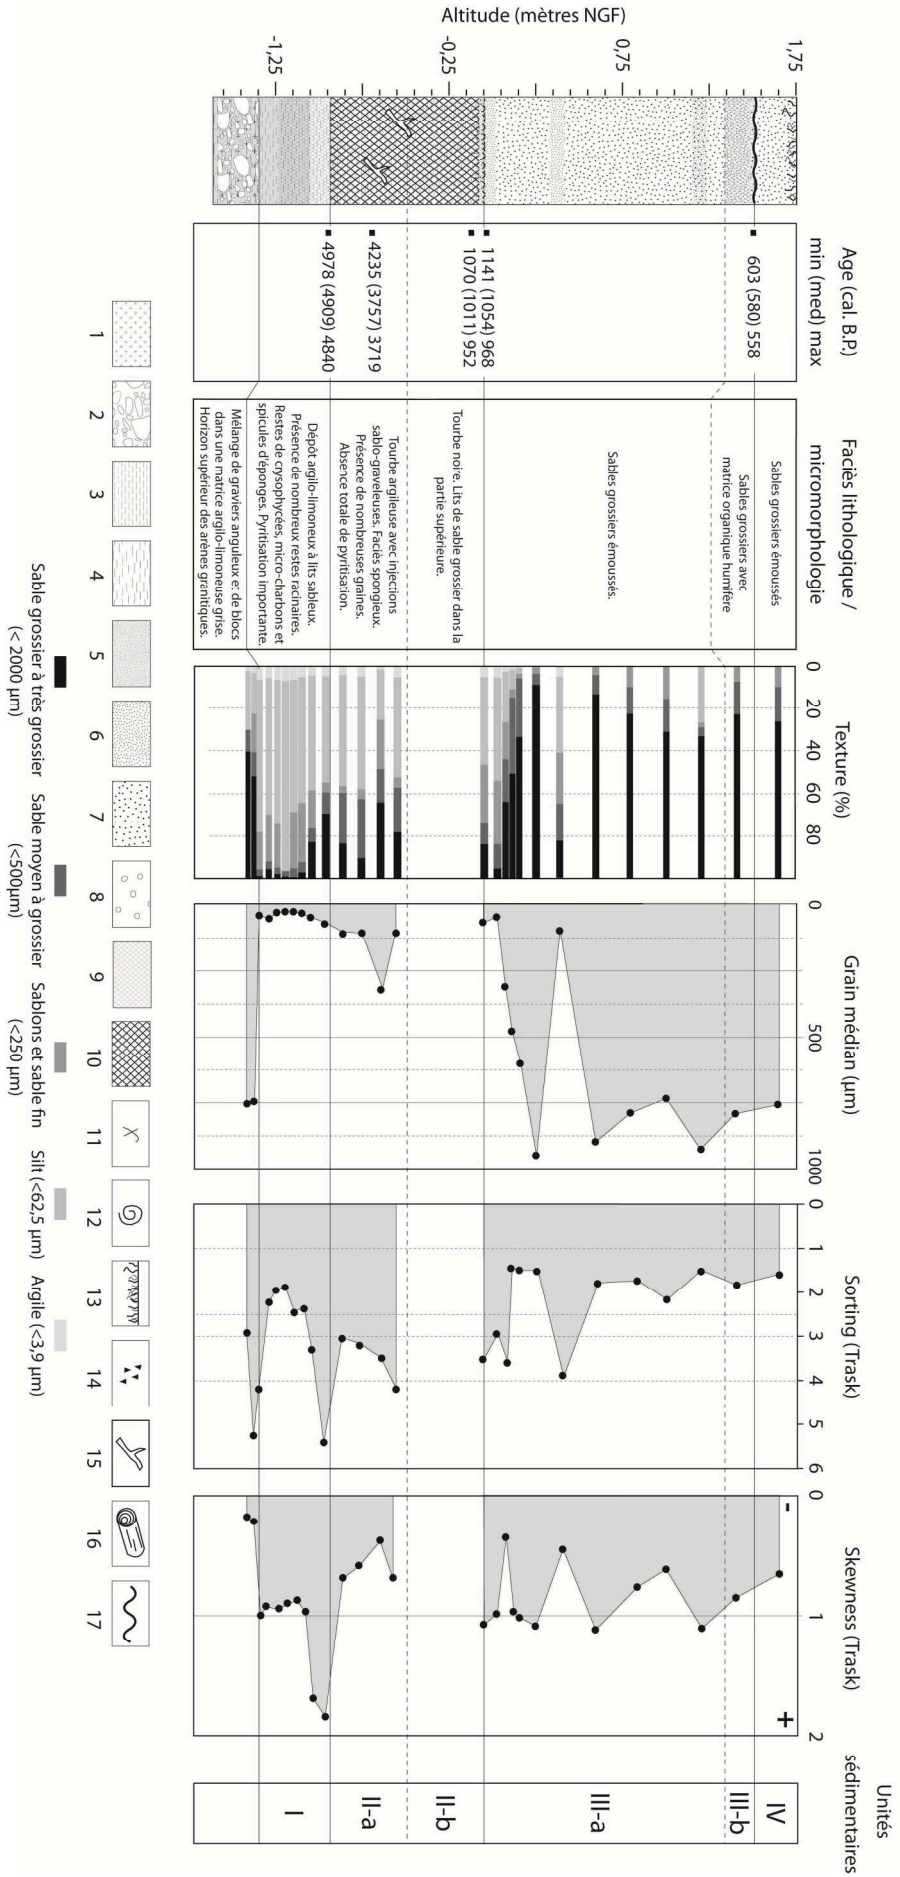 Altitude (mètres NGF)
1,75
0,75
-0,25
-1,25
Age (cal. B.P.)
min (med) max
603 (580) 558
1141 (1054) 968
1070 (1011) 952
4235 (3757) 3719
4978 (4909) 4840
Faciès lithologique /
micromorphologie
Sables grossiers émoussés
Sables grossiers avec
matrice organique humifère
Sables grossiers émoussés.
Tourbe noire. Lits de sable grossier dans la
partie supérieure.
Tourbe argileuse avec injections
sablo-graveleuses. Faciès spongieux.
Présence de nombreuses graines.
Absence totale de pyritisation.
Dépôt argilo-limoneux à lits sableux.
Présence de nombreux restes racinaires.
Restes de crysophycées, micro-charbons et
spicules d'éponges. Pyritisation importante.
Mélange de graviers anguleux et de blocs
dans une matrice argilo-limoneuse grise.
Horizon supérieur des arènes granitiques.
Texture (%)
0 20 40 60 80
Grain médian (µm)
0 500 1000
Sorting (Trask)
0 1 2 3 4 5 6
Skewness (Trask)
0 1 2
- +
Unités
sédimentaires
IV
III-b
III-a
II-b
II-a
I
1 2 3 4 5 6 7 8 9 10 11 12 13 14 15 16 17
Sable grossier à très grossier
(< 2000 µm)
Sable moyen à grossier
(<500µm)
Sablons et sable fin
(<250 µm)
Silt (<62,5 µm)
Argile (<3,9 µm)